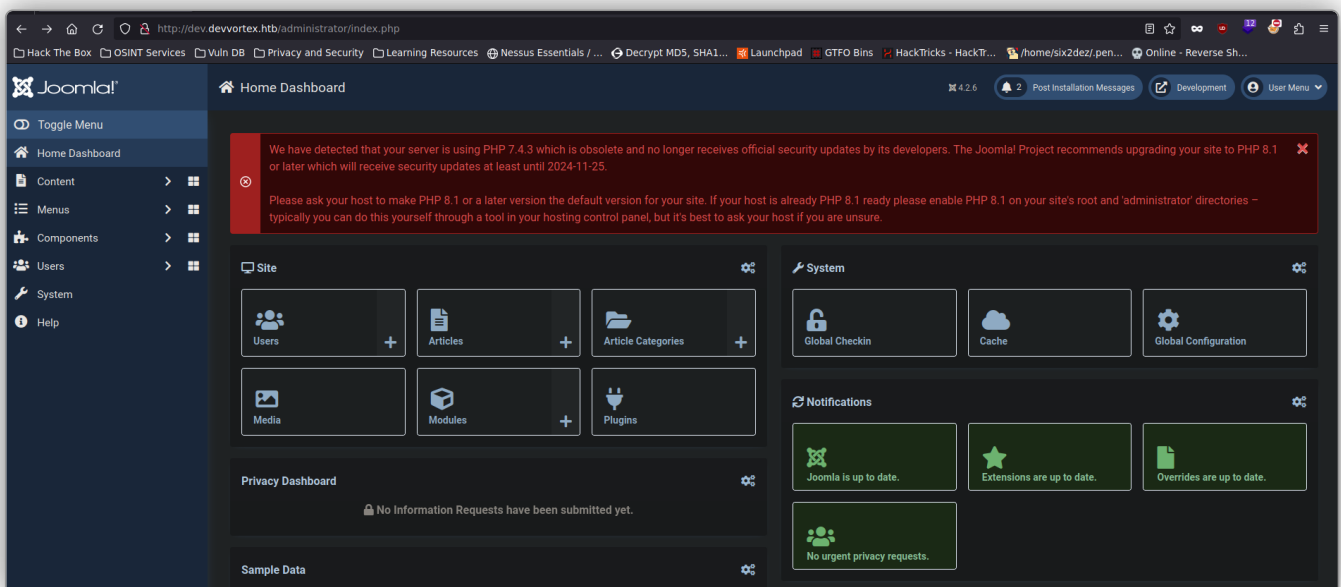 http://dev.devvortex.htb/administrator/index.php
12
Hack The Box OSINT Services Vuln DB Privacy and Security Learning Resources Nessus Essentials / ... Decrypt MD5, SHA1... Launchpad GTFO Bins HackTricks - HackTr... /home/six2dez/.pen... Online - Reverse Sh...
Joomla!®
Home Dashboard
4.2.6
2 Post Installation Messages
Development
User Menu
Toggle Menu
Home Dashboard
Content
Menus
Components
Users
System
Help
We have detected that your server is using PHP 7.4.3 which is obsolete and no longer receives official security updates by its developers. The Joomla! Project recommends upgrading your site to PHP 8.1
or later which will receive security updates at least until 2024-11-25.
Please ask your host to make PHP 8.1 or a later version the default version for your site. If your host is already PHP 8.1 ready please enable PHP 8.1 on your site's root and 'administrator' directories –
typically you can do this yourself through a tool in your hosting control panel, but it's best to ask your host if you are unsure.
Site
Users
Articles
Article Categories
Media
Modules
Plugins
Privacy Dashboard
No Information Requests have been submitted yet.
Sample Data
System
Global Checkin
Cache
Global Configuration
Notifications
Joomla is up to date.
Extensions are up to date.
Overrides are up to date.
No urgent privacy requests.